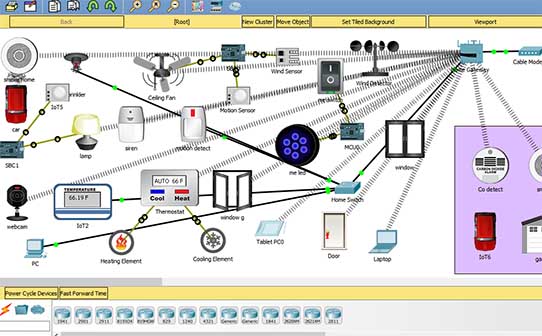 Back
[Root]
New Cluster
Move Object
Set Tiled Background
Viewport
smoke Home
Sprinkler
IoT5
Ceiling Fan
Wind Sensor
Motion Sensor
Wind Detector
Home Gateway
Cable Mode
car
SBC1
lamp
siren
motion detect
me led
MCU0
window
CARBON MONOXIDE
Co detect
webcam
TEMPERATURE
66.19 F
IoT2
AUTO 66 F
Cool
Heat
Thermostat
window g
Home Switch
Tablet PC0
Door
Laptop
IoT6
PC
Heating Element
Cooling Element
Power Cycle Devices
Fast Forward Time
1941
2901
2911
819IOX
819HGW
829
1240
4321
Generic
Generic
1841
2620XM
2621XM
2811